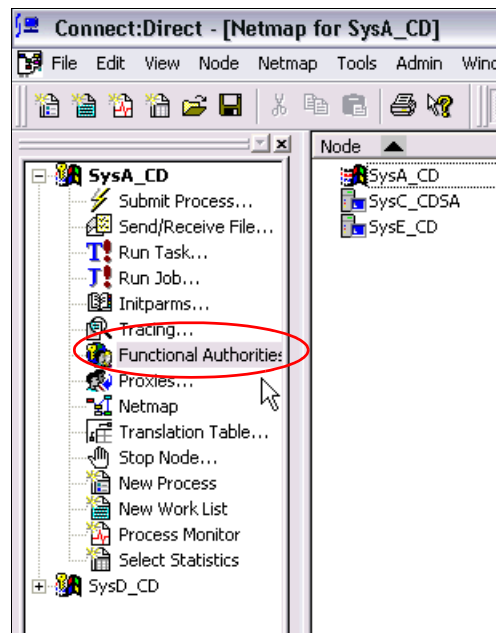 Connect:Direct - [Netmap for SysA_CD]
File Edit View Node Netmap Tools Admin Wind
Node
SysA_CD
Submit Process...
Send/Receive File...
Run Task...
Run Job...
Initparms...
Tracing...
Functional Authorities
Proxies...
Netmap
Translation Table...
Stop Node...
New Process
New Work List
Process Monitor
Select Statistics
SysD_CD
SysA_CD
SysC_CDSA
SysE_CD